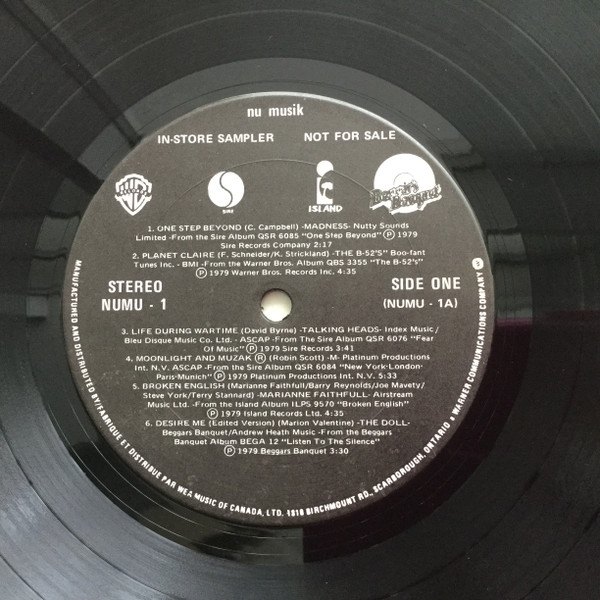 nu musik
IN-STORE SAMPLER NOT FOR SALE
SIRE
ISLAND
Beggars Banquet
1. ONE STEP BEYOND (C. Campbell) -MADNESS- Nutty Sounds
Limited -From the Sire Album QSR 6085 "One Step Beyond" Ⓟ 1979
Sire Records Company 2:17
2. PLANET CLAIRE (F. Schneider/K. Strickland) -THE B-52'S" Boo-fant
Tunes Inc. - BMI -From the Warner Bros. Album QBS 3355 "The B-52's"
Ⓟ 1979 Warner Bros. Records Inc. 4:35
STEREO SIDE ONE
NUMU - 1 (NUMU - 1A)
3. LIFE DURING WARTIME (David Byrne) -TALKING HEADS- Index Music/
Bleu Disque Music Co. Ltd. - ASCAP -From The Sire Album QSR 6076 "Fear
Of Music" Ⓟ 1979 Sire Records 3:41
4. MOONLIGHT AND MUZAK Ⓡ (Robin Scott) -M- Platinum Productions
Int. N.V. ASCAP -From the Sire Album QSR 6084 "New York-London-
Paris-Munich" Ⓟ 1979 Platinum Productions Int. N.V. 5:33
5. BROKEN ENGLISH (Marianne Faithfull/Barry Reynolds/Joe Mavety/
Steve York/Terry Stannard) -MARIANNE FAITHFULL- Airstream
Music Ltd. -From the Island Album ILPS 9570 "Broken English"
Ⓟ 1979 Island Records Ltd. 4:35
6. DESIRE ME (Edited Version) (Marion Valentine) -THE DOLL-
Beggars Banquet/Andrew Heath Music -From the Beggars
Banquet Album BEGA 12 "Listen To The Silence"
Ⓟ 1979 Beggars Banquet 3:30
MANUFACTURED AND DISTRIBUTED BY/FABRIQUE ET DISTRIBUE PAR WEA MUSIC OF CANADA, LTD. 1810 BIRCHMOUNT RD., SCARBOROUGH, ONTARIO A WARNER COMMUNICATIONS COMPANY